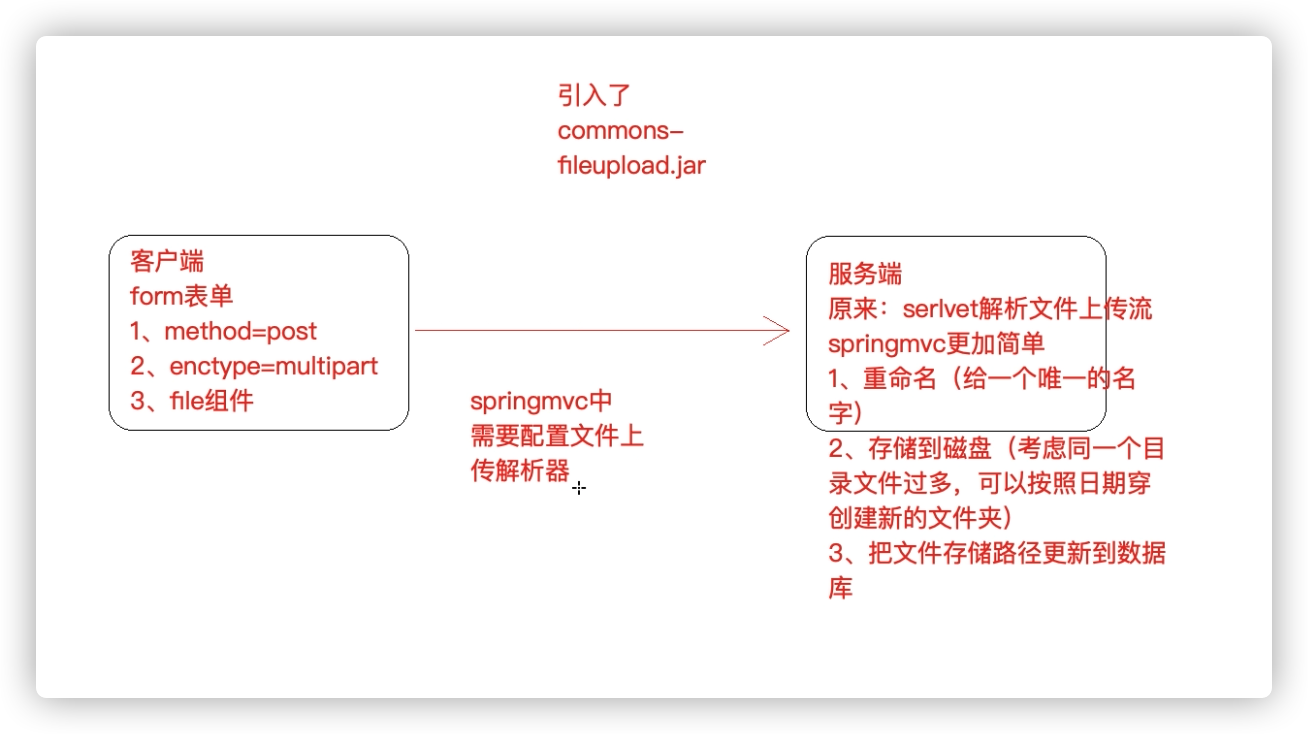 引入了
commons-
fileupload.jar
客户端
form表单
1、method=post
2、enctype=multipart
3、file组件
springmvc中
需要配置文件上
传解析器
服务端
原来：serlvet解析文件上传流
springmvc更加简单
1、重命名（给一个唯一的名
字）
2、存储到磁盘（考虑同一个目
录文件过多，可以按照日期穿
创建新的文件夹）
3、把文件存储路径更新到数据
库